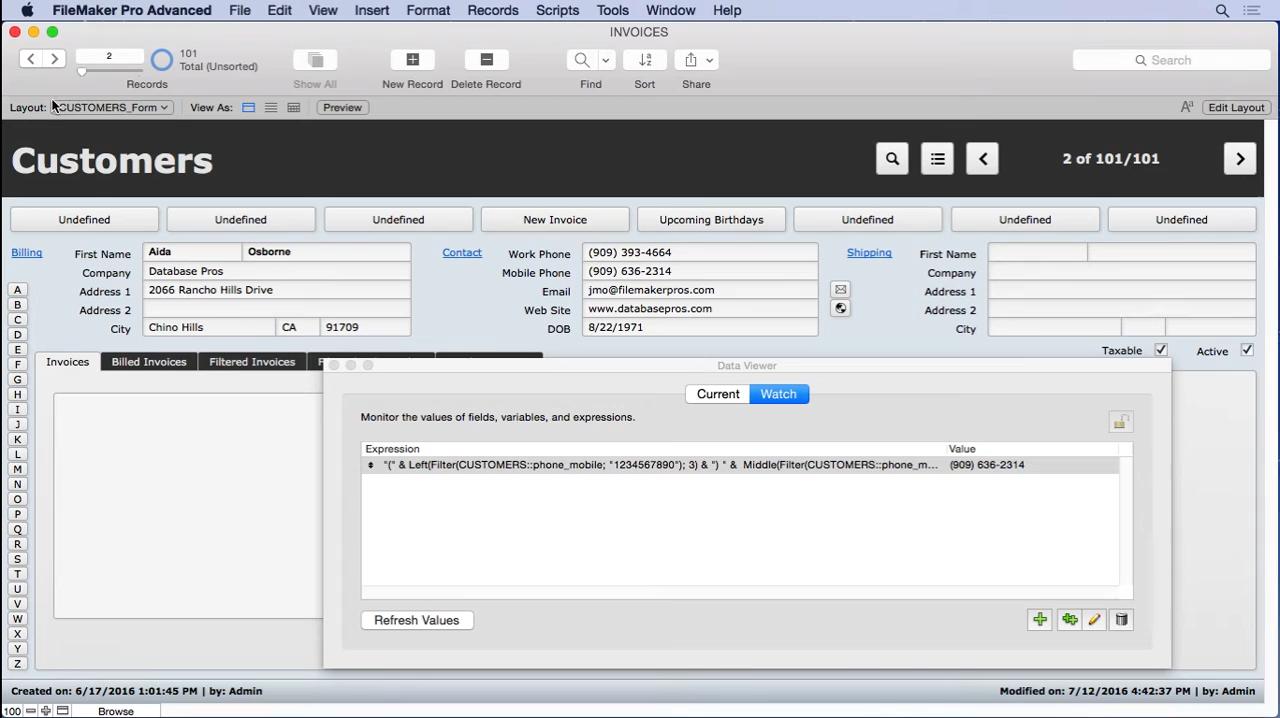 FileMaker Pro Advanced File Edit View Insert Format Records Scripts Tools Window Help
INVOICES
2 101 Total (Unsorted)
Records Show All New Record Delete Record Find Sort Share Search
Layout: CUSTOMERS_Form View As: Preview Aa Edit Layout
Customers 2 of 101/101
Undefined Undefined Undefined New Invoice Upcoming Birthdays Undefined Undefined Undefined
Billing First Name Aida Osborne
Company Database Pros
Address 1 2066 Rancho Hills Drive
Address 2
City Chino Hills CA 91709
Contact Work Phone (909) 393-4664
Mobile Phone (909) 636-2314
Email jmo@filemakerpros.com
Web Site www.databasepros.com
DOB 8/22/1971
Shipping First Name
Company
Address 1
Address 2
City
Taxable Active
A
B
C
D
E
F
G
H
I
J
K
L
M
N
O
P
Q
R
S
T
U
V
W
X
Y
Z
Invoices Billed Invoices Filtered Invoices
Data Viewer
Current Watch
Monitor the values of fields, variables, and expressions.
Expression Value
"(" & Left(Filter(CUSTOMERS::phone_mobile; "1234567890"); 3) & ") " & Middle(Filter(CUSTOMERS::phone_m... (909) 636-2314
Refresh Values
Created on: 6/17/2016 1:01:45 PM | by: Admin Modified on: 7/12/2016 4:42:37 PM | by: Admin
100 Browse